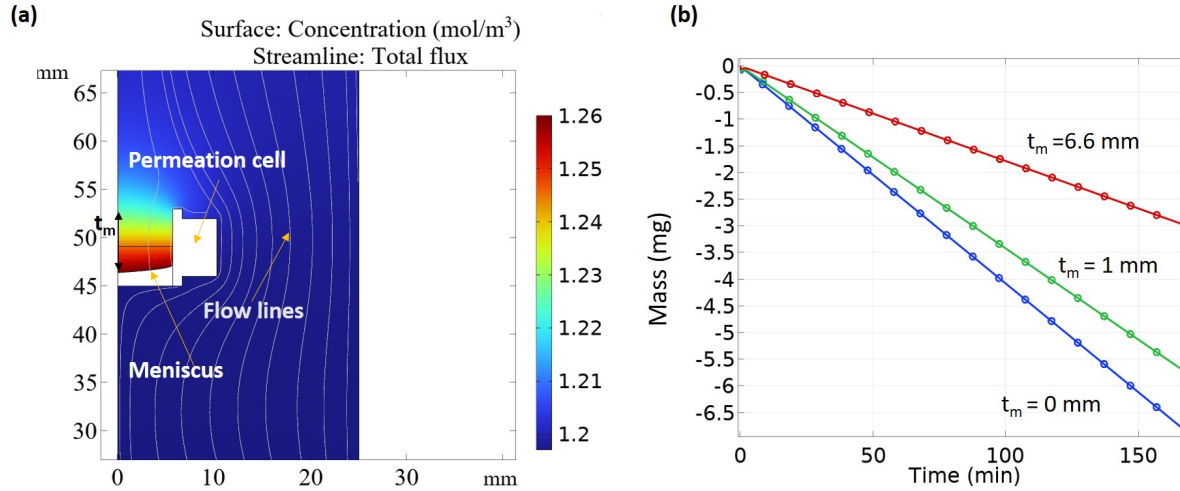 (a)
Surface: Concentration (mol/m³)
Streamline: Total flux
mm
65
60
55
50
45
40
35
30
0
10
20
30
mm
Permeation cell
tₘ
Flow lines
Meniscus
1.26
1.25
1.24
1.23
1.22
1.21
1.2
(b)
0
-0.5
-1
-1.5
-2
-2.5
-3
-3.5
-4
-4.5
-5
-5.5
-6
-6.5
Mass (mg)
tₘ = 6.6 mm
tₘ = 1 mm
tₘ = 0 mm
0
50
100
150
Time (min)